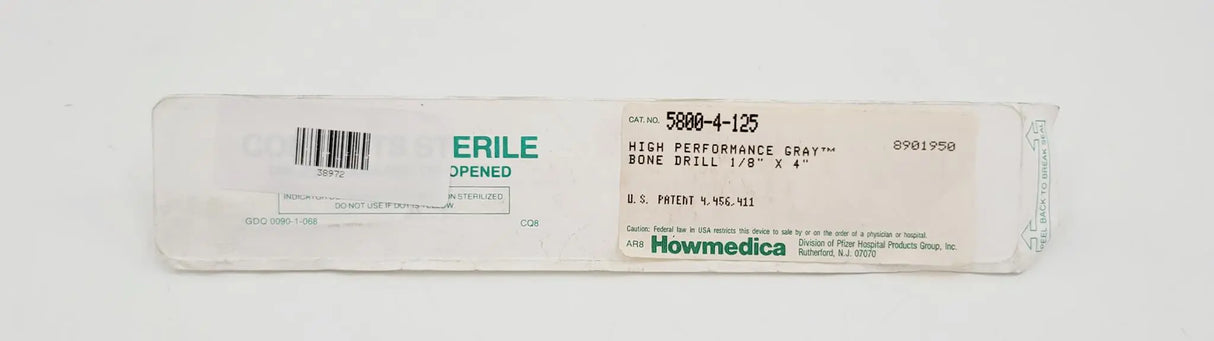 ERILE
OPENED
38972
INDICATOR
N STERILIZED
DO NOT USE IF DOT IS YELLOW.
GDQ 0090-1-068
CQ8
CAT. NO. 5800-4-125
HIGH PERFORMANCE GRAY™ 8901950
BONE DRILL 1/8" X 4"
U.S. PATENT 4,456,411
Caution: Federal law in USA restricts this device to sale by or on the order of a physician or hospital.
AR8 Howmedica Division of Pfizer Hospital Products Group, Inc.
Rutherford, N.J. 07070
PEEL BACK TO BREAK SEAL